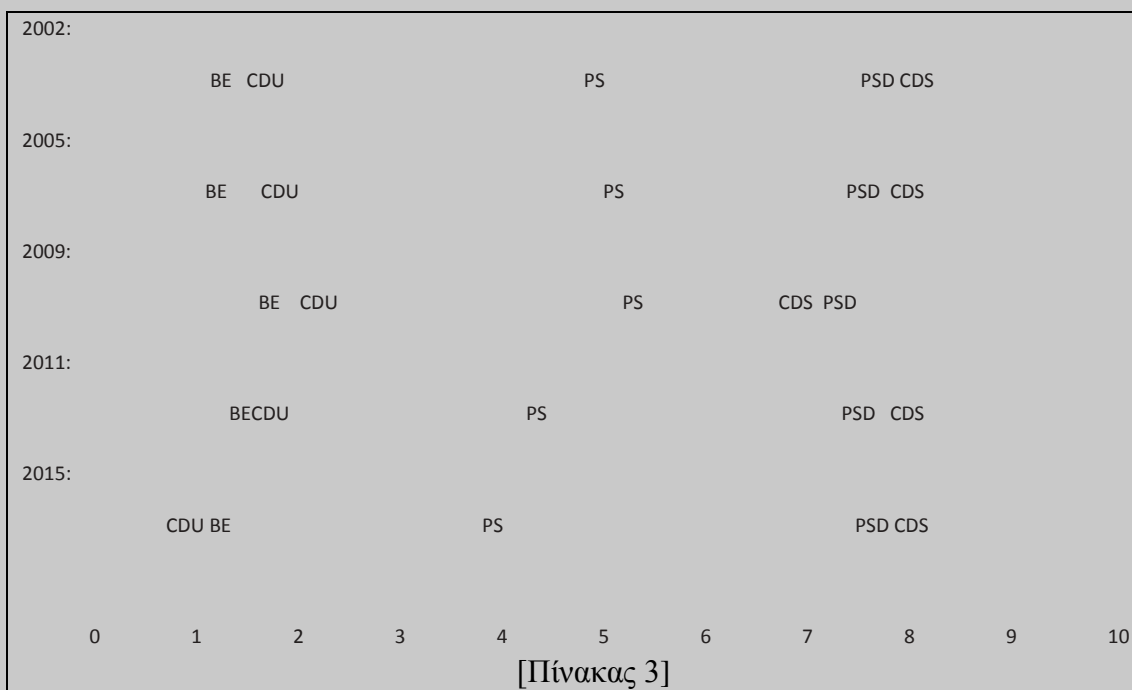 2002:
BE CDU PS PSD CDS
2005:
BE CDU PS PSD CDS
2009:
BE CDU PS CDS PSD
2011:
BECDU PS PSD CDS
2015:
CDU BE PS PSD CDS
0 1 2 3 4 5 6 7 8 9 10
[Πίνακας 3]